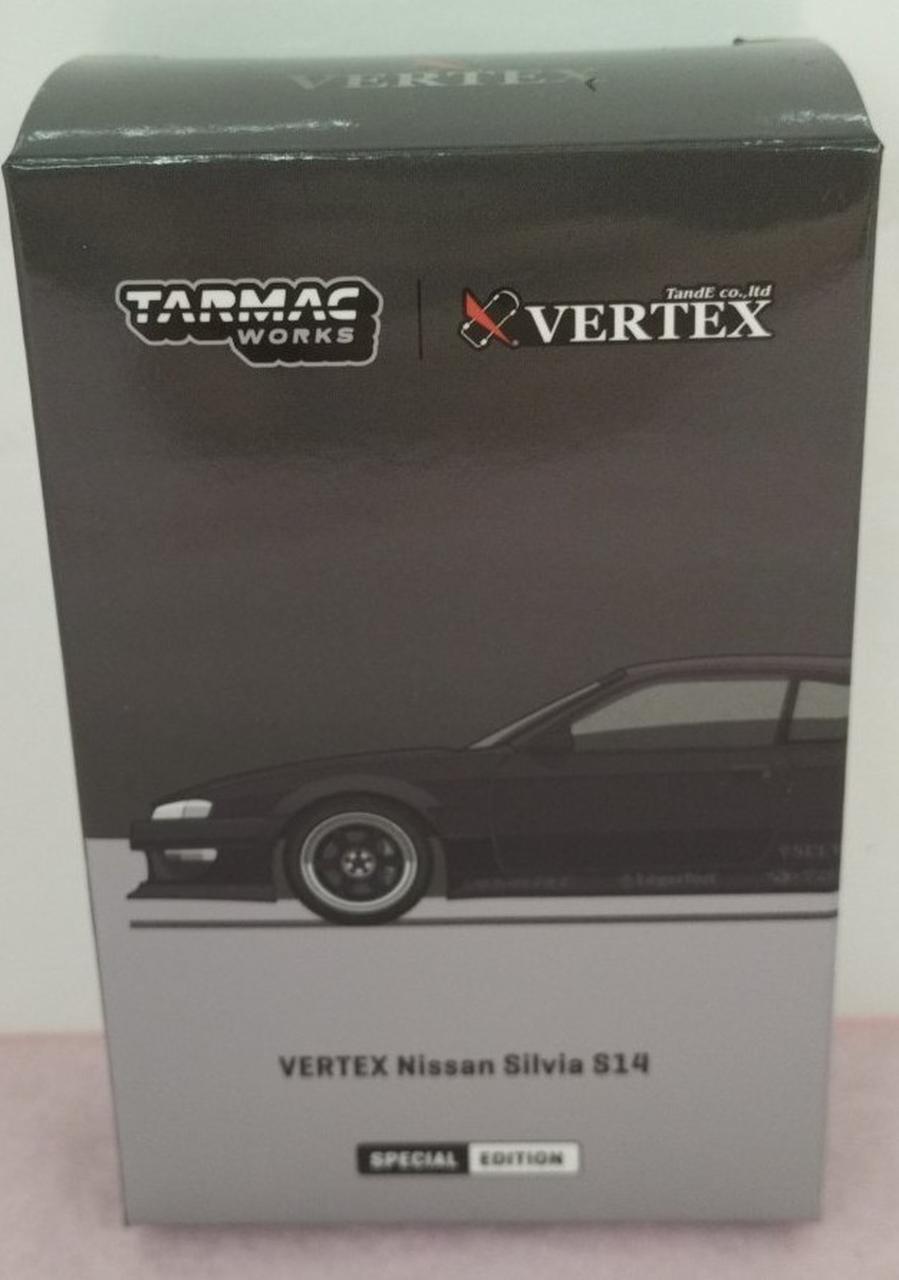 VERTEX
TARMAC
WORKS
TandE co.,ltd
VERTEX
VERTEX Nissan Silvia S14
SPECIAL EDITION